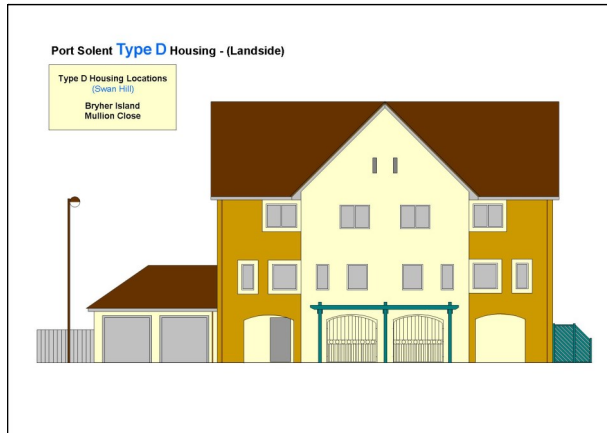 Port Solent Type D Housing - (Landside)
Type D Housing Locations
(Swan Hill)
Bryher Island
Mullion Close